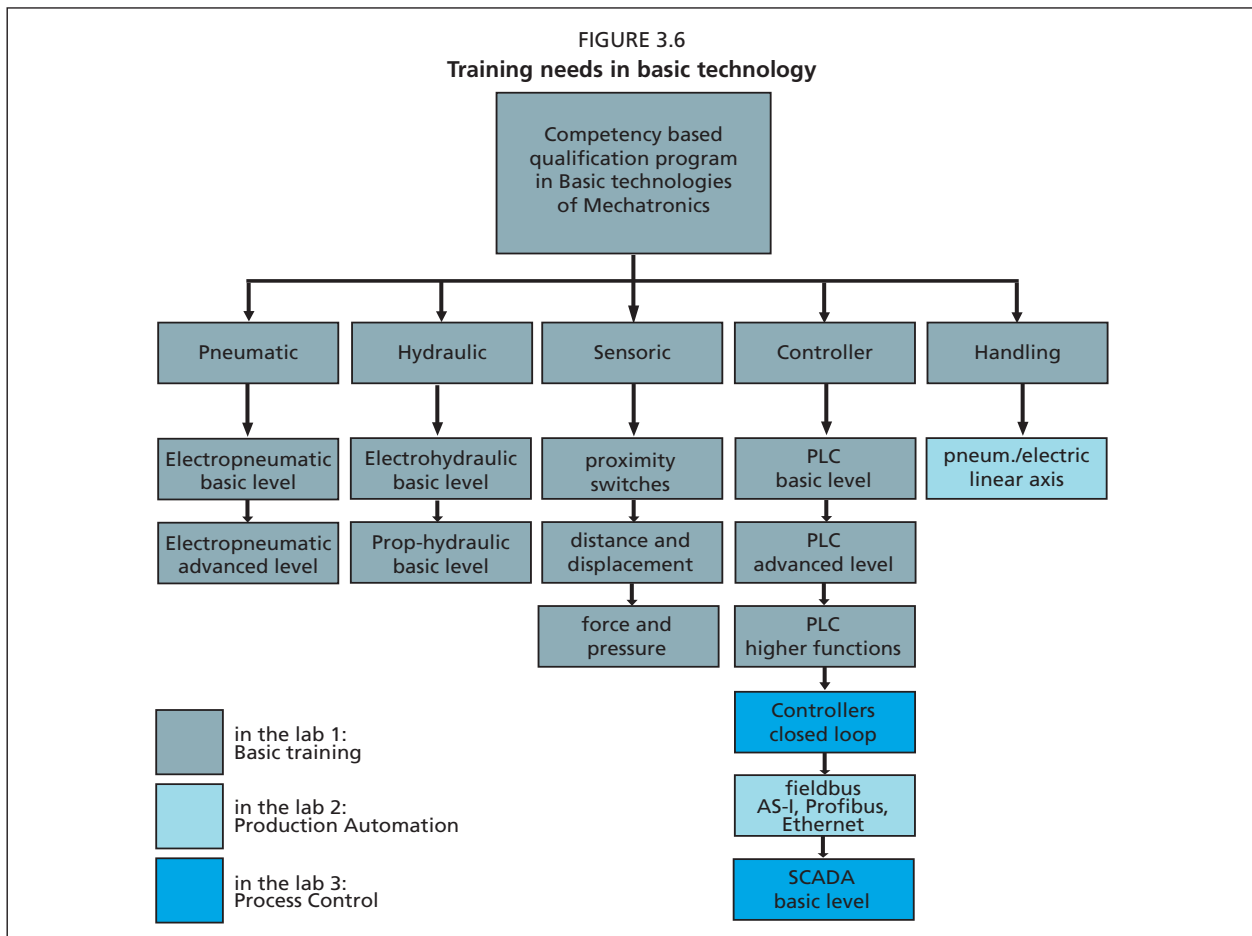 FIGURE 3.6
Training needs in basic technology
Competency based
qualification program
in Basic technologies
of Mechatronics
Pneumatic
Hydraulic
Sensoric
Controller
Handling
Electropneumatic
basic level
Electrohydraulic
basic level
proximity
switches
PLC
basic level
pneum./electric
linear axis
Electropneumatic
advanced level
Prop-hydraulic
basic level
distance and
displacement
PLC
advanced level
force and
pressure
PLC
higher functions
Controllers
closed loop
fieldbus
AS-I, Profibus,
Ethernet
SCADA
basic level
in the lab 1:
Basic training
in the lab 2:
Production Automation
in the lab 3:
Process Control